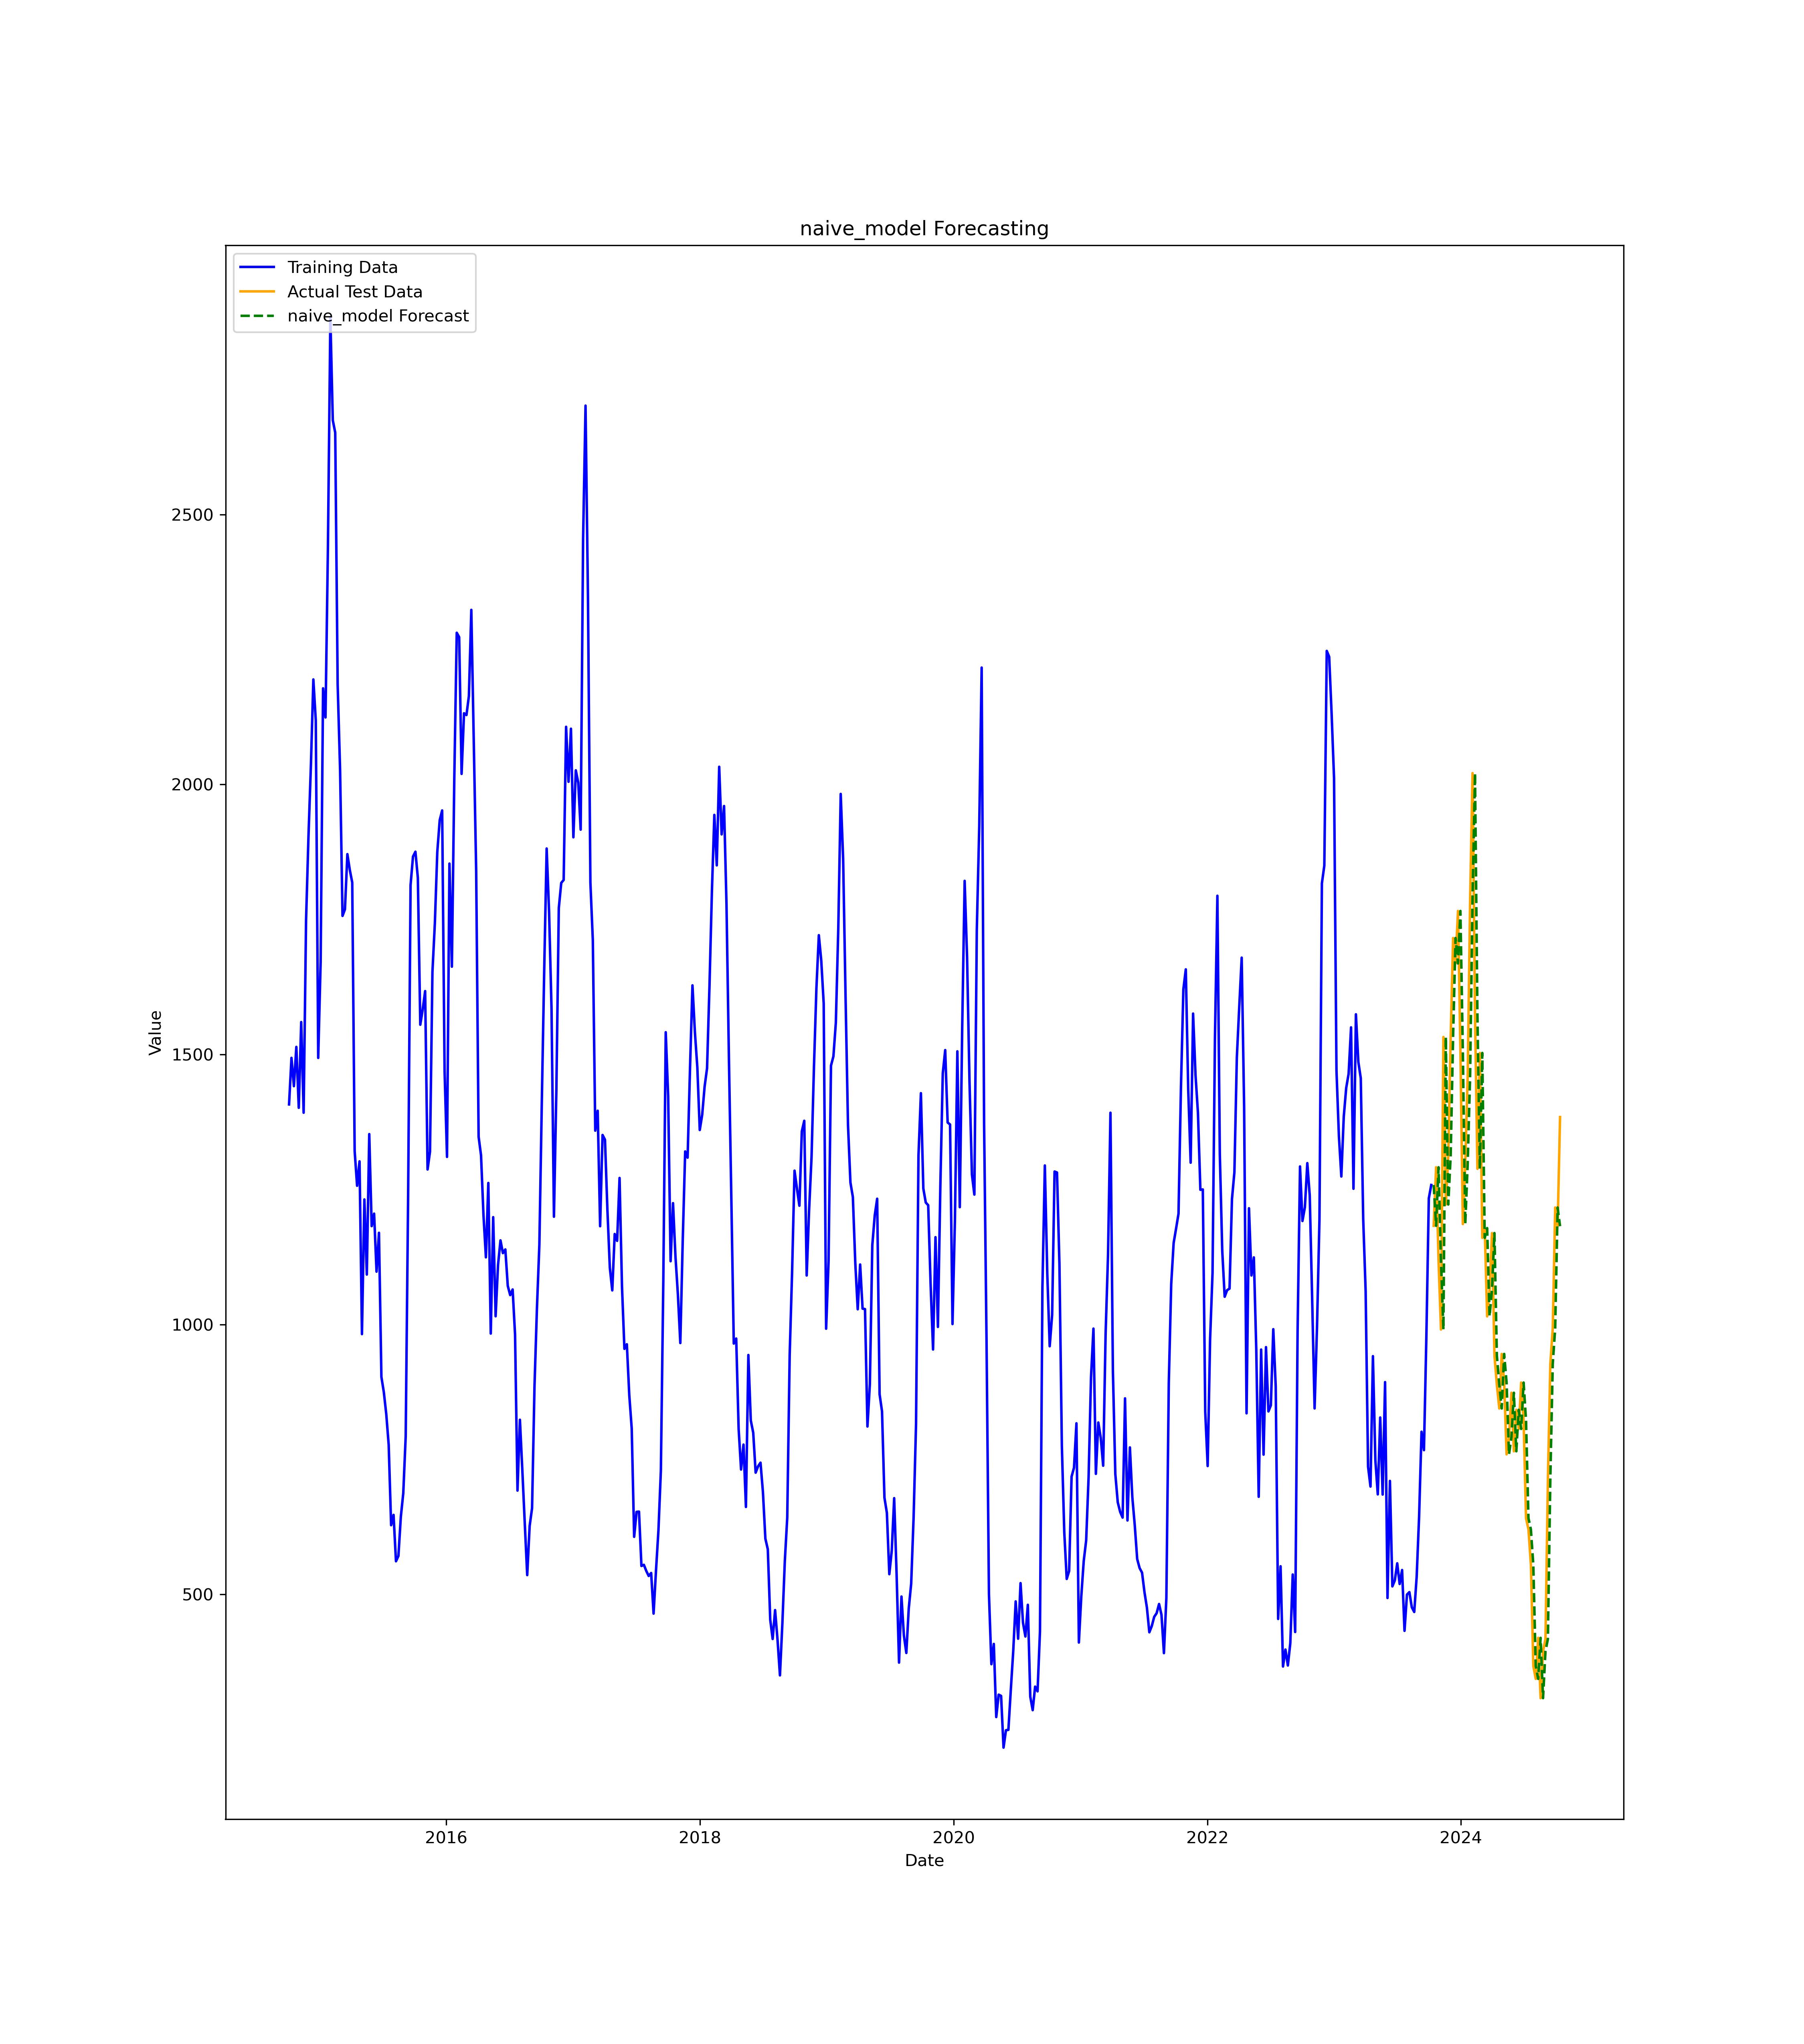 naive_model Forecasting
Training Data
Actual Test Data
naive_model Forecast
Value
2500
2000
1500
1000
500
2016 2018 2020 2022 2024
Date